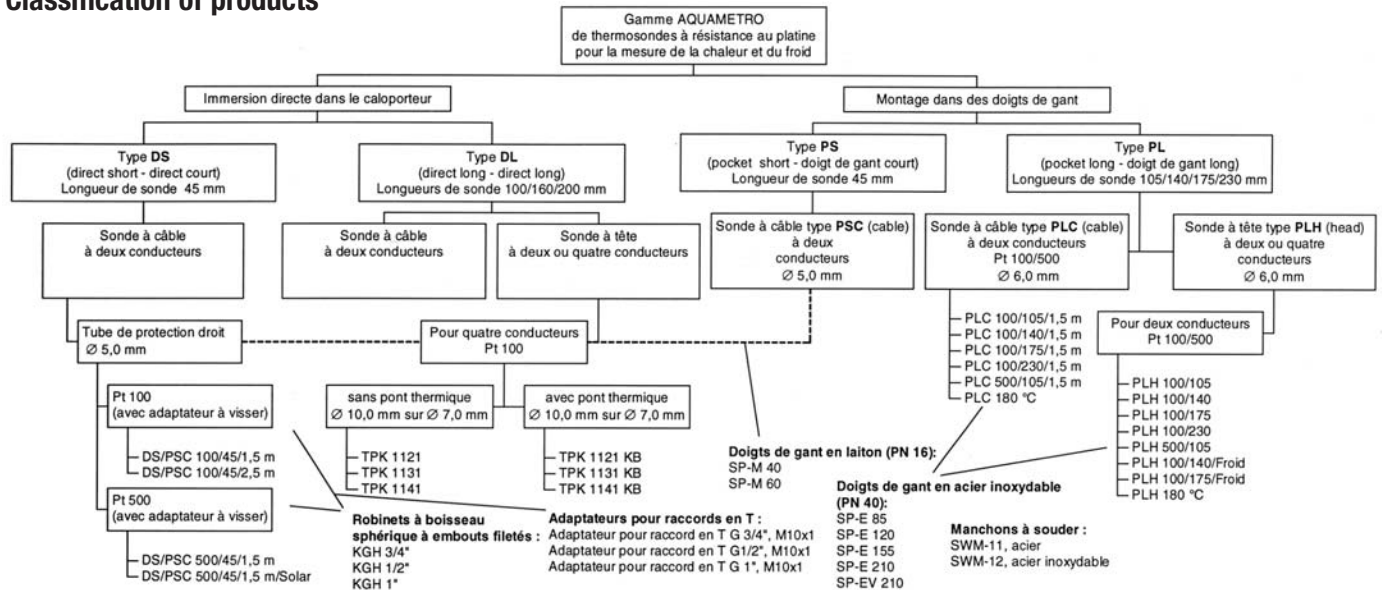 Classification of products
Gamme AQUAMETRO
de thermosondes à résistance au platine
pour la mesure de la chaleur et du froid
Immersion directe dans le caloporteur
Montage dans des doigts de gant
Type DS
(direct short - direct court)
Longueur de sonde 45 mm
Type DL
(direct long - direct long)
Longueurs de sonde 100/160/200 mm
Type PS
(pocket short - doigt de gant court)
Longueur de sonde 45 mm
Type PL
(pocket long - doigt de gant long)
Longueurs de sonde 105/140/175/230 mm
Sonde à câble
à deux conducteurs
Sonde à câble
à deux conducteurs
Sonde à tête
à deux ou quatre conducteurs
Sonde à câble type PSC (cable)
à deux
conducteurs
∅ 5,0 mm
Sonde à câble type PLC (cable)
à deux conducteurs
Pt 100/500
∅ 6,0 mm
Sonde à tête type PLH (head)
à deux ou quatre
conducteurs
∅ 6,0 mm
Tube de protection droit
∅ 5,0 mm
Pour quatre conducteurs
Pt 100
PLC 100/105/1,5 m
PLC 100/140/1,5 m
PLC 100/175/1,5 m
PLC 100/230/1,5 m
PLC 500/105/1,5 m
PLC 180 °C
Pour deux conducteurs
Pt 100/500
Pt 100
(avec adaptateur à visser)
sans pont thermique
∅ 10,0 mm sur ∅ 7,0 mm
avec pont thermique
∅ 10,0 mm sur ∅ 7,0 mm
PLH 100/105
PLH 100/140
PLH 100/175
PLH 100/230
PLH 500/105
PLH 100/140/Froid
PLH 100/175/Froid
PLH 180 °C
DS/PSC 100/45/1,5 m
DS/PSC 100/45/2,5 m
TPK 1121
TPK 1131
TPK 1141
TPK 1121 KB
TPK 1131 KB
TPK 1141 KB
Doigts de gant en laiton (PN 16):
SP-M 40
SP-M 60
Pt 500
(avec adaptateur à visser)
DS/PSC 500/45/1,5 m
DS/PSC 500/45/1,5 m/Solar
Robinets à boisseau
sphérique à embouts filetés :
KGH 3/4"
KGH 1/2"
KGH 1"
Adaptateurs pour raccords en T :
Adaptateur pour raccord en T G 3/4", M10x1
Adaptateur pour raccord en T G1/2", M10x1
Adaptateur pour raccord en T G 1", M10x1
Doigts de gant en acier inoxydable
(PN 40):
SP-E 85
SP-E 120
SP-E 155
SP-E 210
SP-EV 210
Manchons à souder :
SWM-11, acier
SWM-12, acier inoxydable